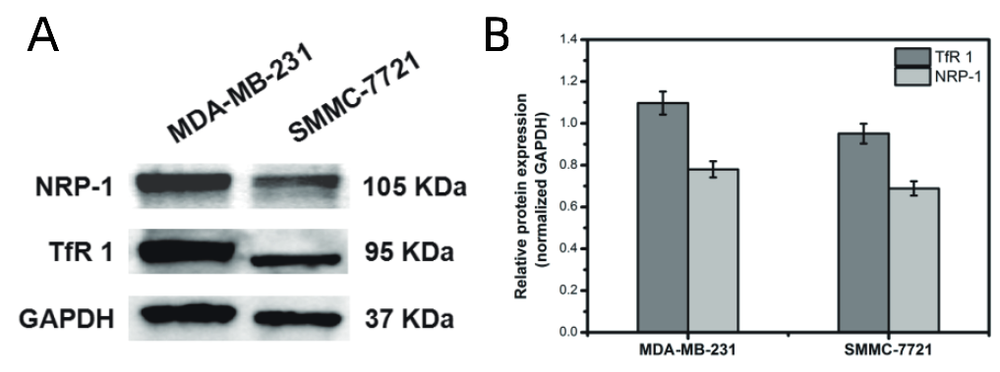 A
MDA-MB-231
SMMC-7721
NRP-1
105 KDa
TfR 1
95 KDa
GAPDH
37 KDa
B
Relative protein expression
(normalized GAPDH)
1.4
1.2
1.0
0.8
0.6
0.4
0.2
0.0
TfR 1
NRP-1
MDA-MB-231
SMMC-7721